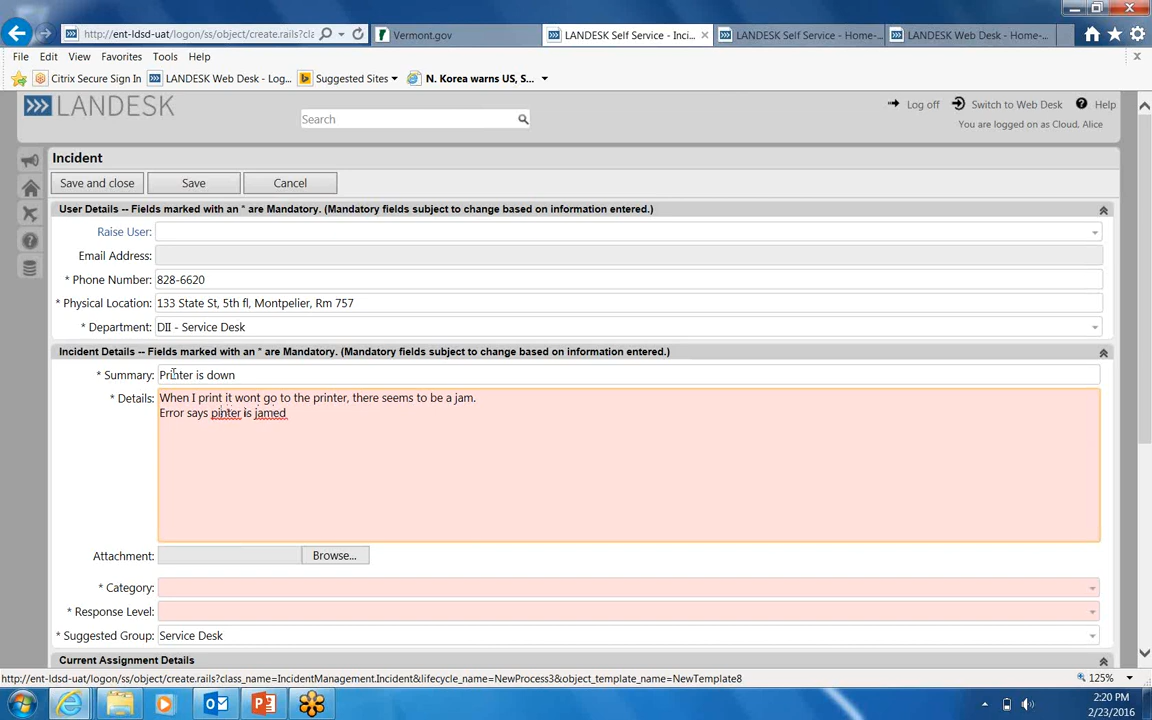 http://ent-ldsd-uat/logon/ss/object/create.rails?cl
Vermont.gov
LANDESK Self Service - Inci...
LANDESK Self Service - Home-...
LANDESK Web Desk - Home-...
File Edit View Favorites Tools Help
Citrix Secure Sign In
LANDESK Web Desk - Log...
Suggested Sites
N. Korea warns US, S...
LANDESK
Search
Log off
Switch to Web Desk
Help
You are logged on as Cloud, Alice
Incident
Save and close
Save
Cancel
User Details -- Fields marked with an * are Mandatory. (Mandatory fields subject to change based on information entered.)
Raise User:
Email Address:
* Phone Number: 828-6620
* Physical Location: 133 State St, 5th fl, Montpelier, Rm 757
* Department: DII - Service Desk
Incident Details -- Fields marked with an * are Mandatory. (Mandatory fields subject to change based on information entered.)
* Summary: Printer is down
* Details: When I print it wont go to the printer, there seems to be a jam.
Error says pinter is jamed
Attachment: Browse...
* Category:
* Response Level:
* Suggested Group: Service Desk
Current Assignment Details
http://ent-ldsd-uat/logon/ss/object/create.rails?class_name=IncidentManagement.Incident&lifecycle_name=NewProcess3&object_template_name=NewTemplate8
125%
2:20 PM
2/23/2016